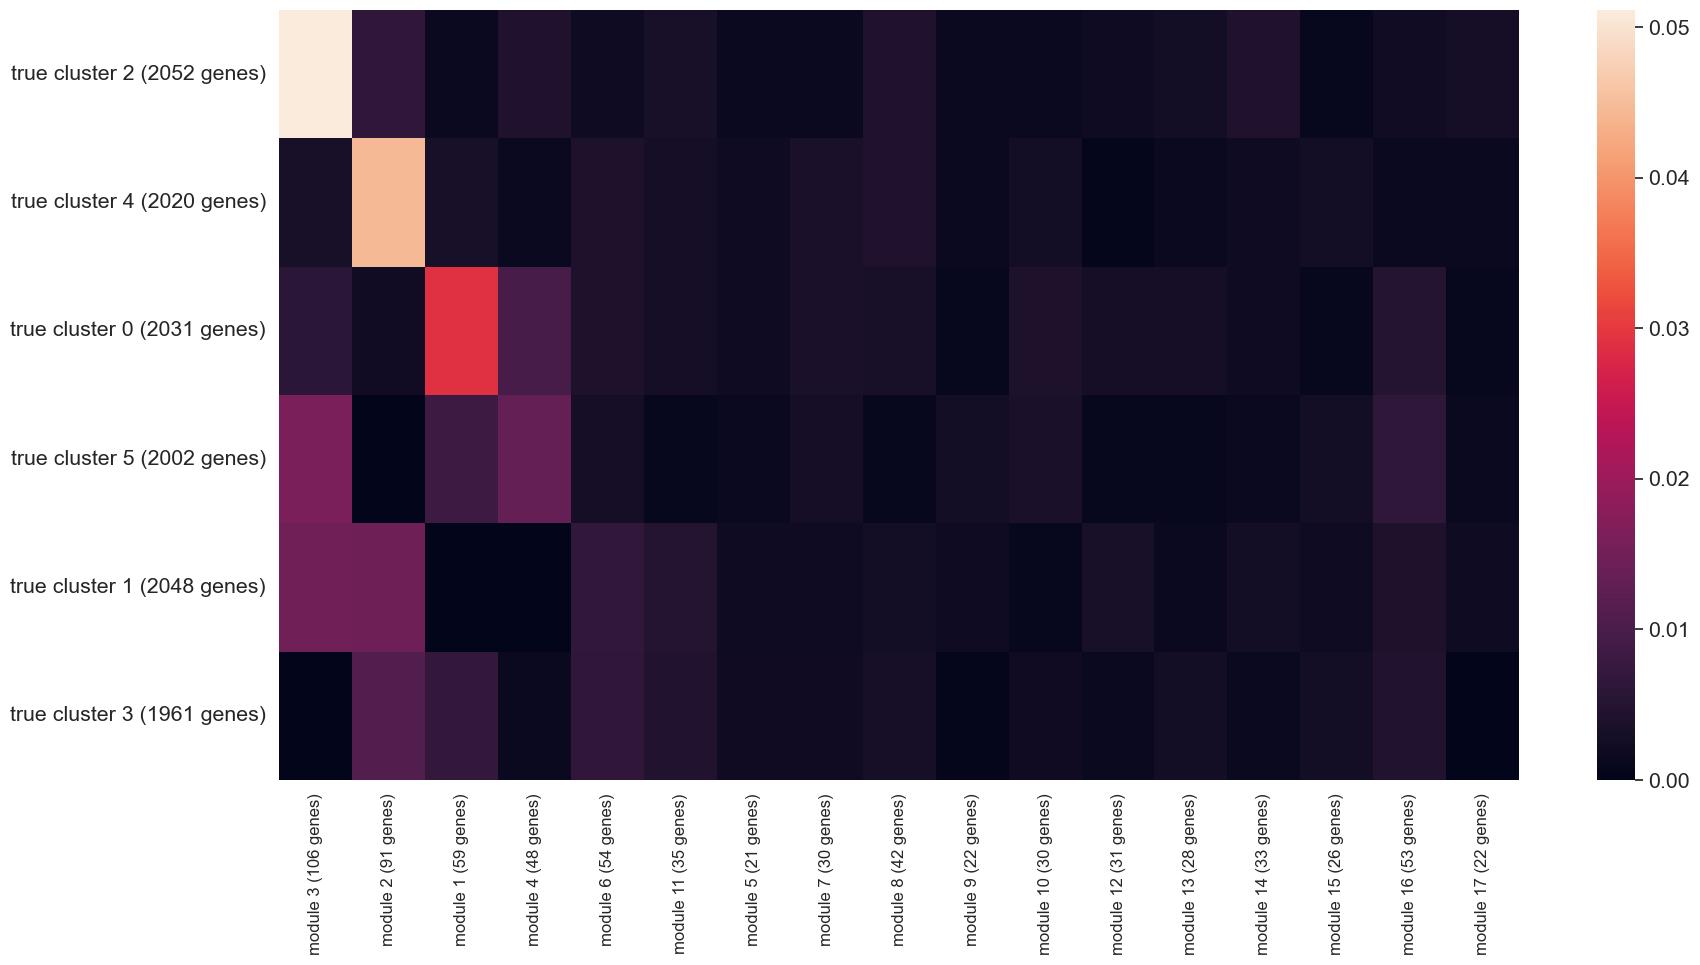 true cluster 2 (2052 genes)
true cluster 4 (2020 genes)
true cluster 0 (2031 genes)
true cluster 5 (2002 genes)
true cluster 1 (2048 genes)
true cluster 3 (1961 genes)
module 3 (106 genes)
module 2 (91 genes)
module 1 (59 genes)
module 4 (48 genes)
module 6 (54 genes)
module 11 (35 genes)
module 5 (21 genes)
module 7 (30 genes)
module 8 (42 genes)
module 9 (22 genes)
module 10 (30 genes)
module 12 (31 genes)
module 13 (28 genes)
module 14 (33 genes)
module 15 (26 genes)
module 16 (53 genes)
module 17 (22 genes)
0.05
0.04
0.03
0.02
0.01
0.00